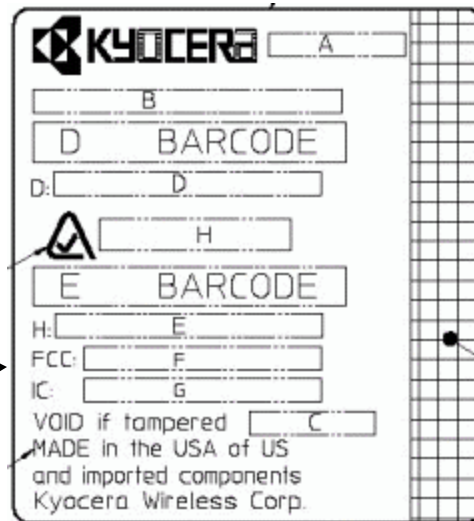 KYOCERA A
B
D BARCODE
D: D
H
E BARCODE
H: E
FCC: F
IC: G
VOID if tampered C
MADE in the USA of US
and imported components
Kyocera Wireless Corp.